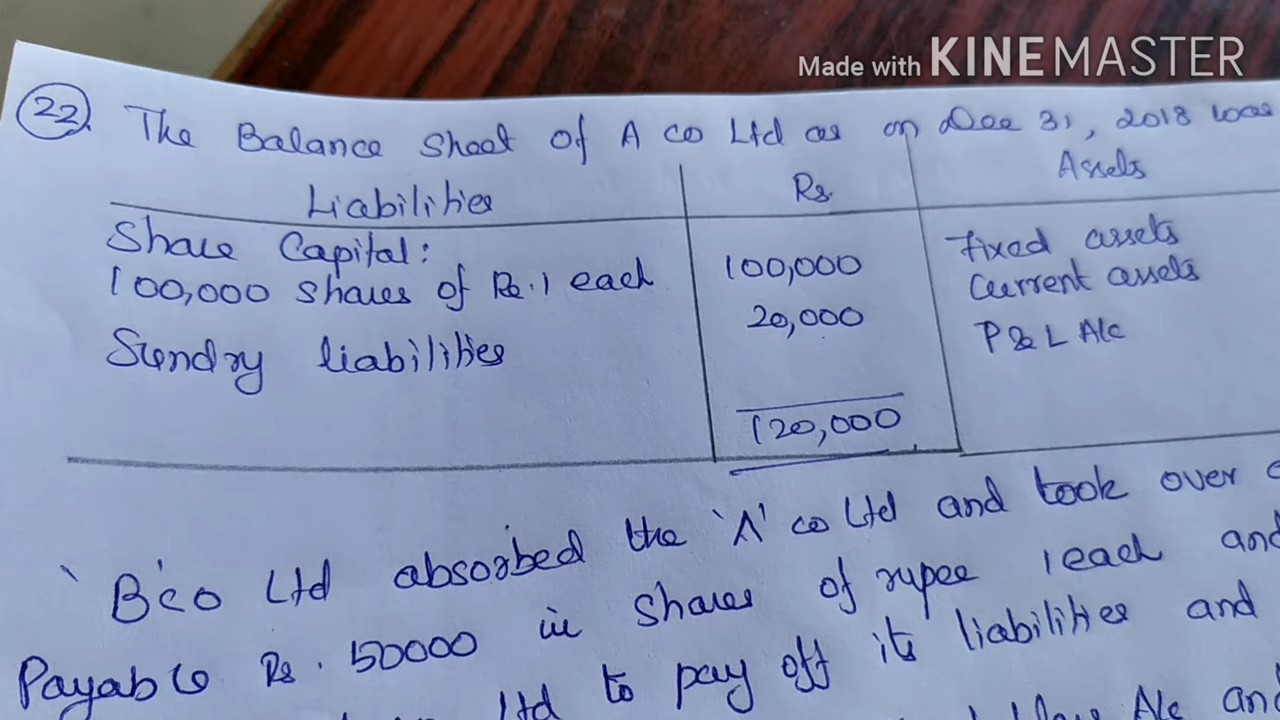 Made with KINEMASTER
22. The Balance Sheet of A co Ltd as on Dec 31, 2018 was
Liabilities Rs. Assets
Share Capital: Fixed assets
100,000 shares of Rs. 1 each 100,000 Current assets
Sundry liabilities 20,000 P & L A/c
120,000
'B' co Ltd absorbed the 'A' co Ltd and took over
Payable Rs. 50000 in shares of rupee 1 each and
Ltd to pay off its liabilities and
A/c and